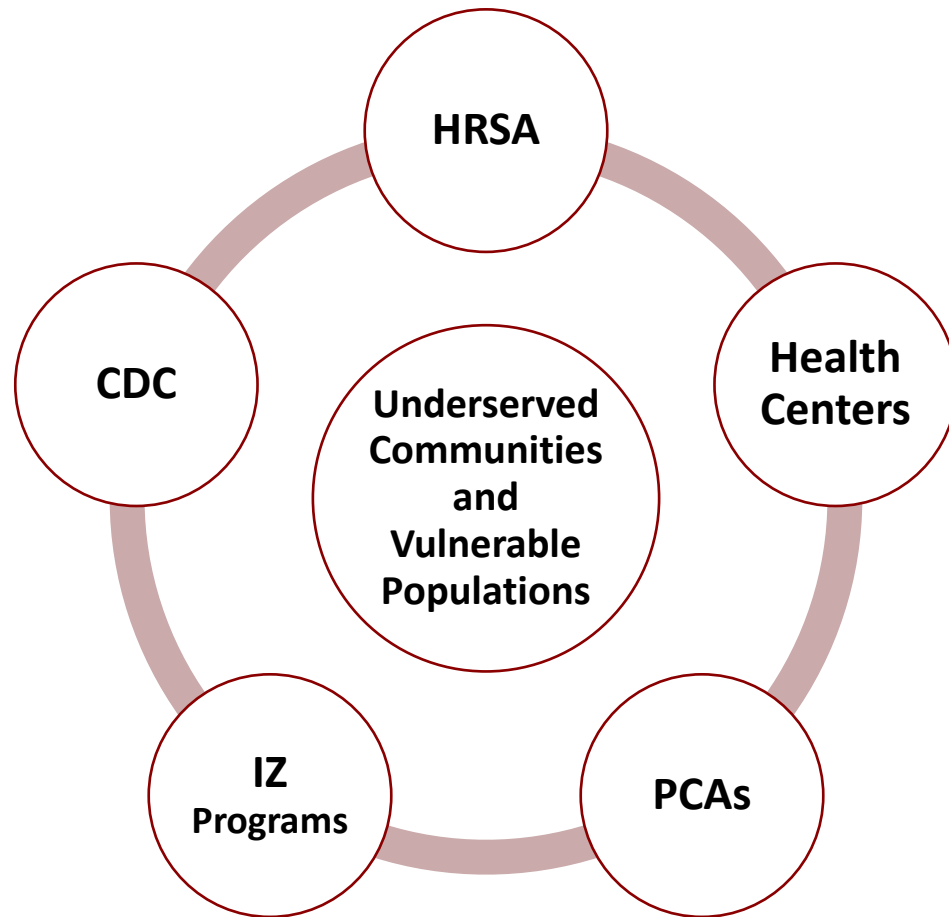 HRSA
Health
Centers
PCAs
IZ
Programs
CDC
Underserved
Communities
and
Vulnerable
Populations